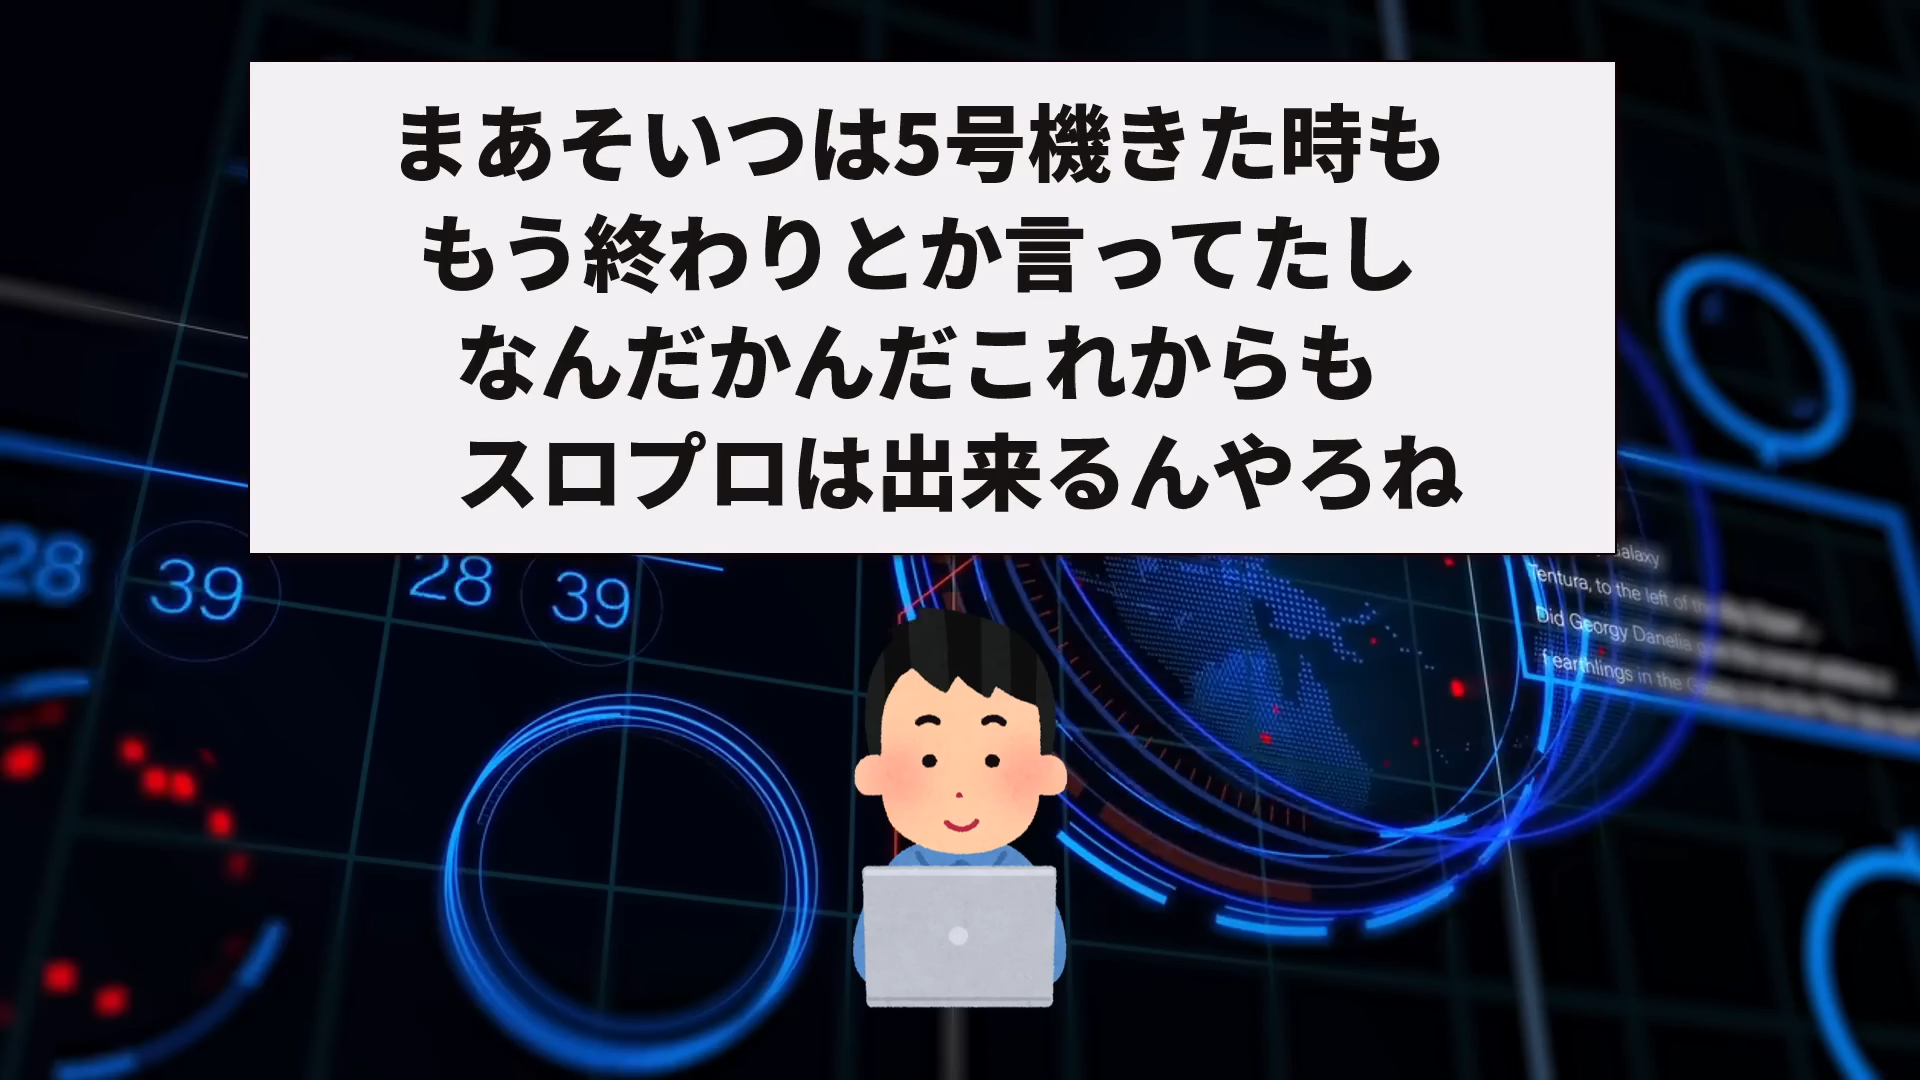 まあそいつは5号機きた時も
もう終わりとか言ってたし
なんだかんだこれからも
スロプロは出来るんやろね
28
39
28
39
Galaxy
Tentura, to the left of
Did Georgy Danelia
earthlings in the